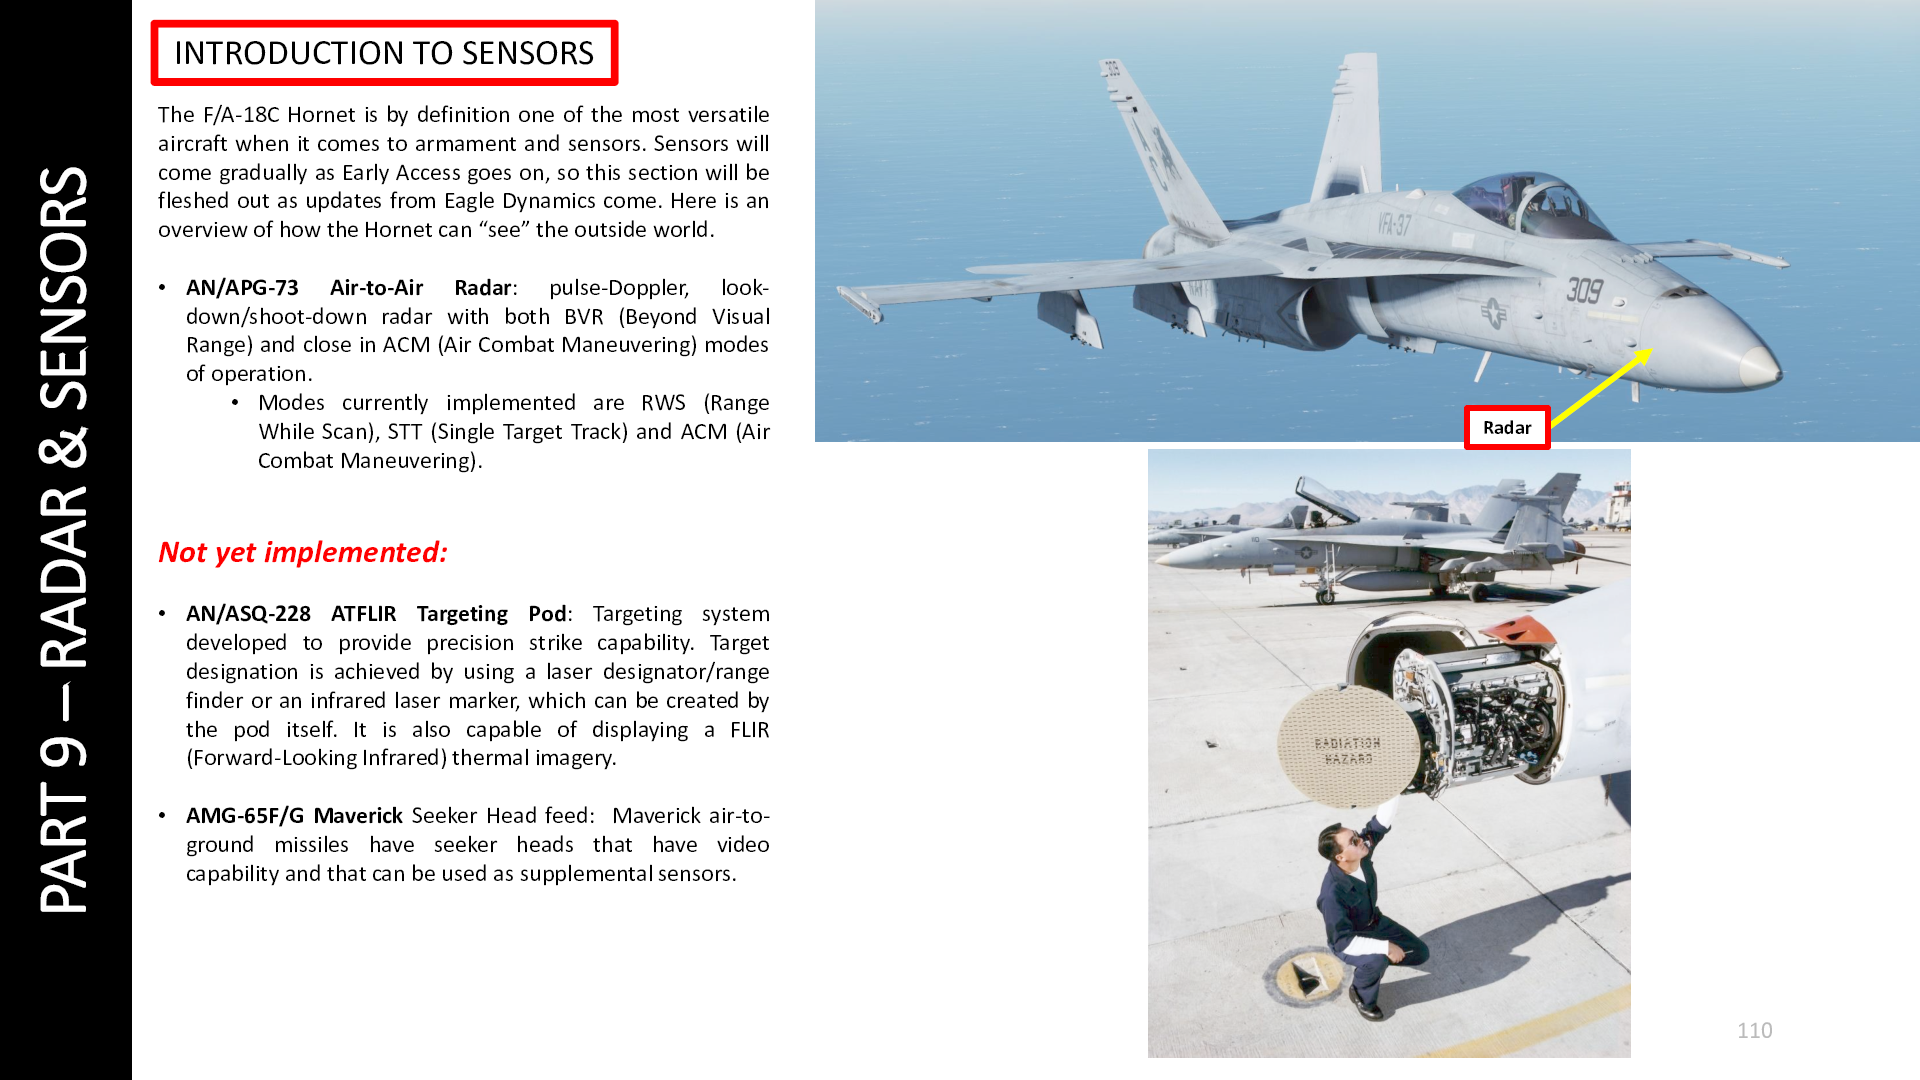 PART 9 – RADAR & SENSORS
INTRODUCTION TO SENSORS
The F/A-18C Hornet is by definition one of the most versatile
aircraft when it comes to armament and sensors. Sensors will
come gradually as Early Access goes on, so this section will be
fleshed out as updates from Eagle Dynamics come. Here is an
overview of how the Hornet can “see” the outside world.
• AN/APG-73 Air-to-Air Radar: pulse-Doppler, look-
down/shoot-down radar with both BVR (Beyond Visual
Range) and close in ACM (Air Combat Maneuvering) modes
of operation.
• Modes currently implemented are RWS (Range
While Scan), STT (Single Target Track) and ACM (Air
Combat Maneuvering).
Not yet implemented:
• AN/ASQ-228 ATFLIR Targeting Pod: Targeting system
developed to provide precision strike capability. Target
designation is achieved by using a laser designator/range
finder or an infrared laser marker, which can be created by
the pod itself. It is also capable of displaying a FLIR
(Forward-Looking Infrared) thermal imagery.
• AMG-65F/G Maverick Seeker Head feed: Maverick air-to-
ground missiles have seeker heads that have video
capability and that can be used as supplemental sensors.
309
A
C
VFA-37
309
Radar
RADIATION
HAZARD
110